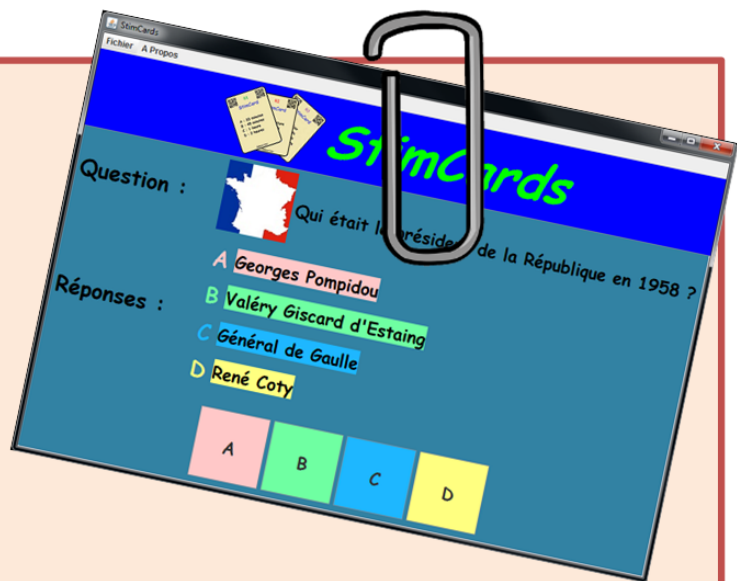 StimCards
Fichier A Propos
StimCards
Question :
Qui était le président de la République en 1958 ?
Réponses :
A Georges Pompidou
B Valéry Giscard d'Estaing
C Général de Gaulle
D René Coty
A B C D